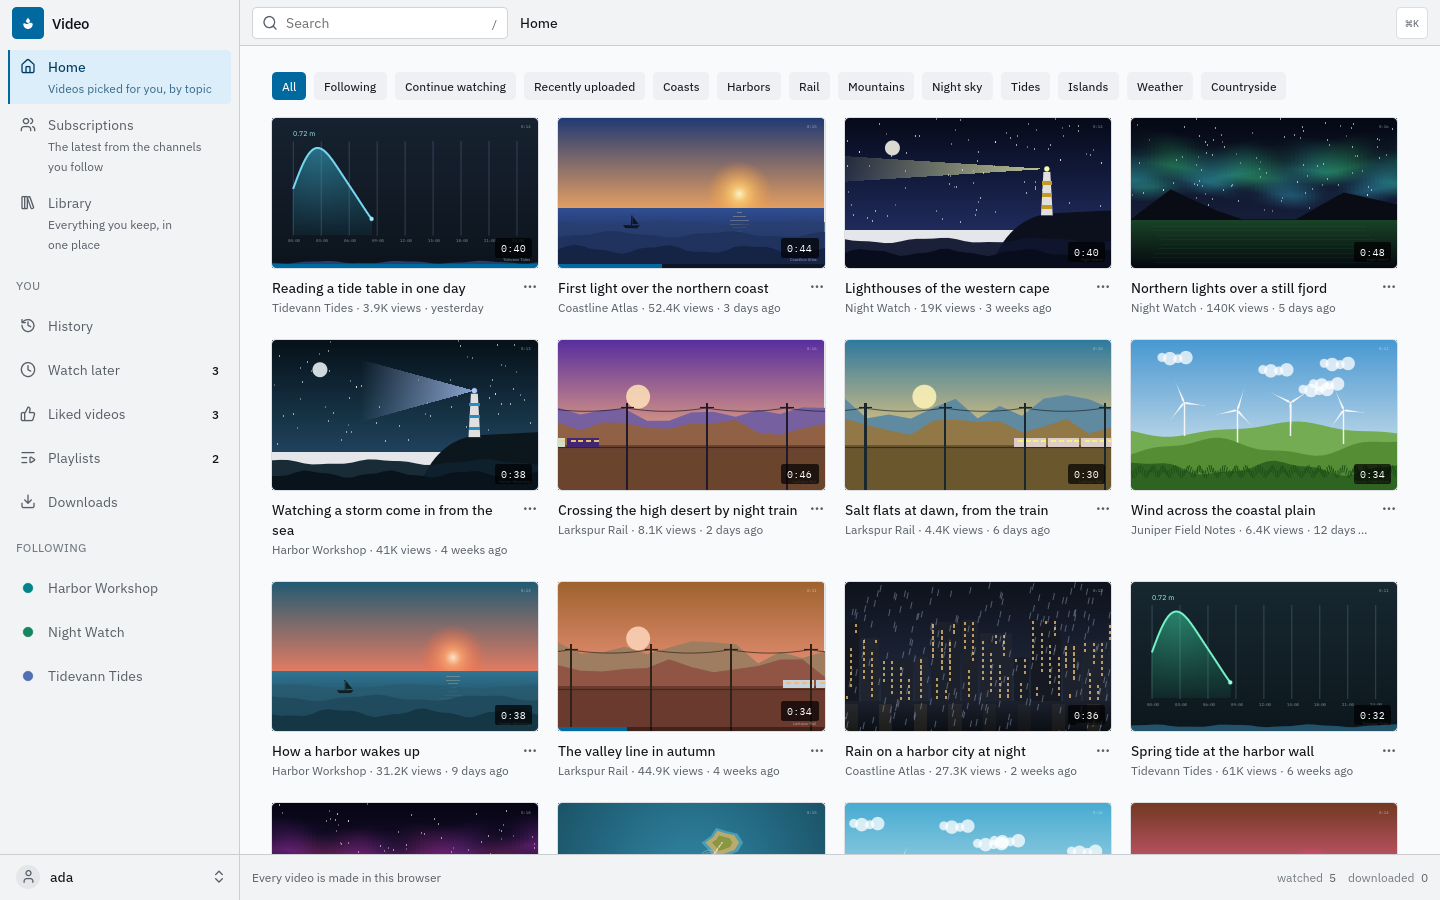 Video
Search /
Home
⌘K
Home
Videos picked for you, by topic
Subscriptions
The latest from the channels
you follow
Library
Everything you keep, in
one place
YOU
History
Watch later 3
Liked videos 3
Playlists 2
Downloads
FOLLOWING
Harbor Workshop
Night Watch
Tidevann Tides
ada
All Following Continue watching Recently uploaded Coasts Harbors Rail Mountains Night sky Tides Islands Weather Countryside
0.72 m
0:40
0:44
0:40
0:48
Reading a tide table in one day
Tidevann Tides · 3.9K views · yesterday
First light over the northern coast
Coastline Atlas · 52.4K views · 3 days ago
Lighthouses of the western cape
Night Watch · 19K views · 3 weeks ago
Northern lights over a still fjord
Night Watch · 140K views · 5 days ago
0:38
0:46
0:30
0:34
Watching a storm come in from the
sea
Harbor Workshop · 41K views · 4 weeks ago
Crossing the high desert by night train
Larkspur Rail · 8.1K views · 2 days ago
Salt flats at dawn, from the train
Larkspur Rail · 4.4K views · 6 days ago
Wind across the coastal plain
Juniper Field Notes · 6.4K views · 12 days ...
0:38
0:34
0:36
0.72 m
0:32
How a harbor wakes up
Harbor Workshop · 31.2K views · 9 days ago
The valley line in autumn
Larkspur Rail · 44.9K views · 4 weeks ago
Rain on a harbor city at night
Coastline Atlas · 27.3K views · 2 weeks ago
Spring tide at the harbor wall
Tidevann Tides · 61K views · 6 weeks ago
Every video is made in this browser
watched 5 downloaded 0